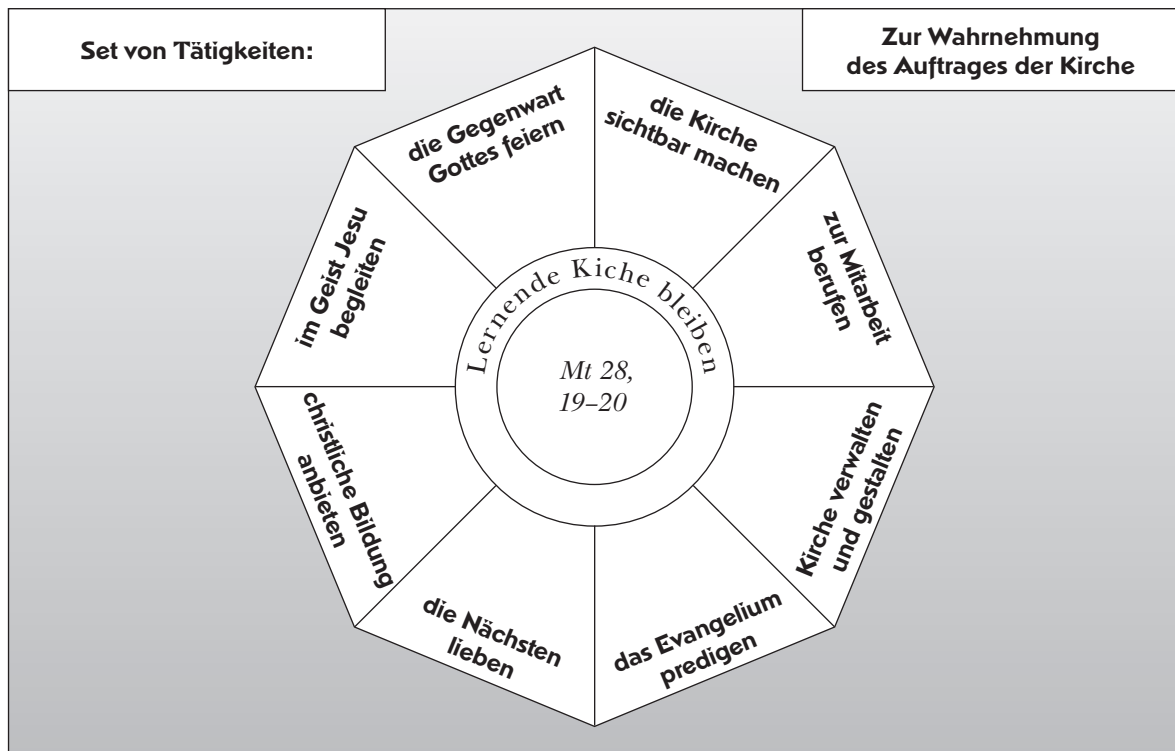 Set von Tätigkeiten:
Zur Wahrnehmung
des Auftrages der Kirche
die Gegenwart
Gottes feiern
die Kirche
sichtbar machen
zur Mitarbeit
berufen
Kirche verwalten
und gestalten
das Evangelium
predigen
die Nächsten
lieben
christliche Bildung
anbieten
im Geist Jesu
begleiten
Lernende Kiche bleiben
Mt 28,
19–20